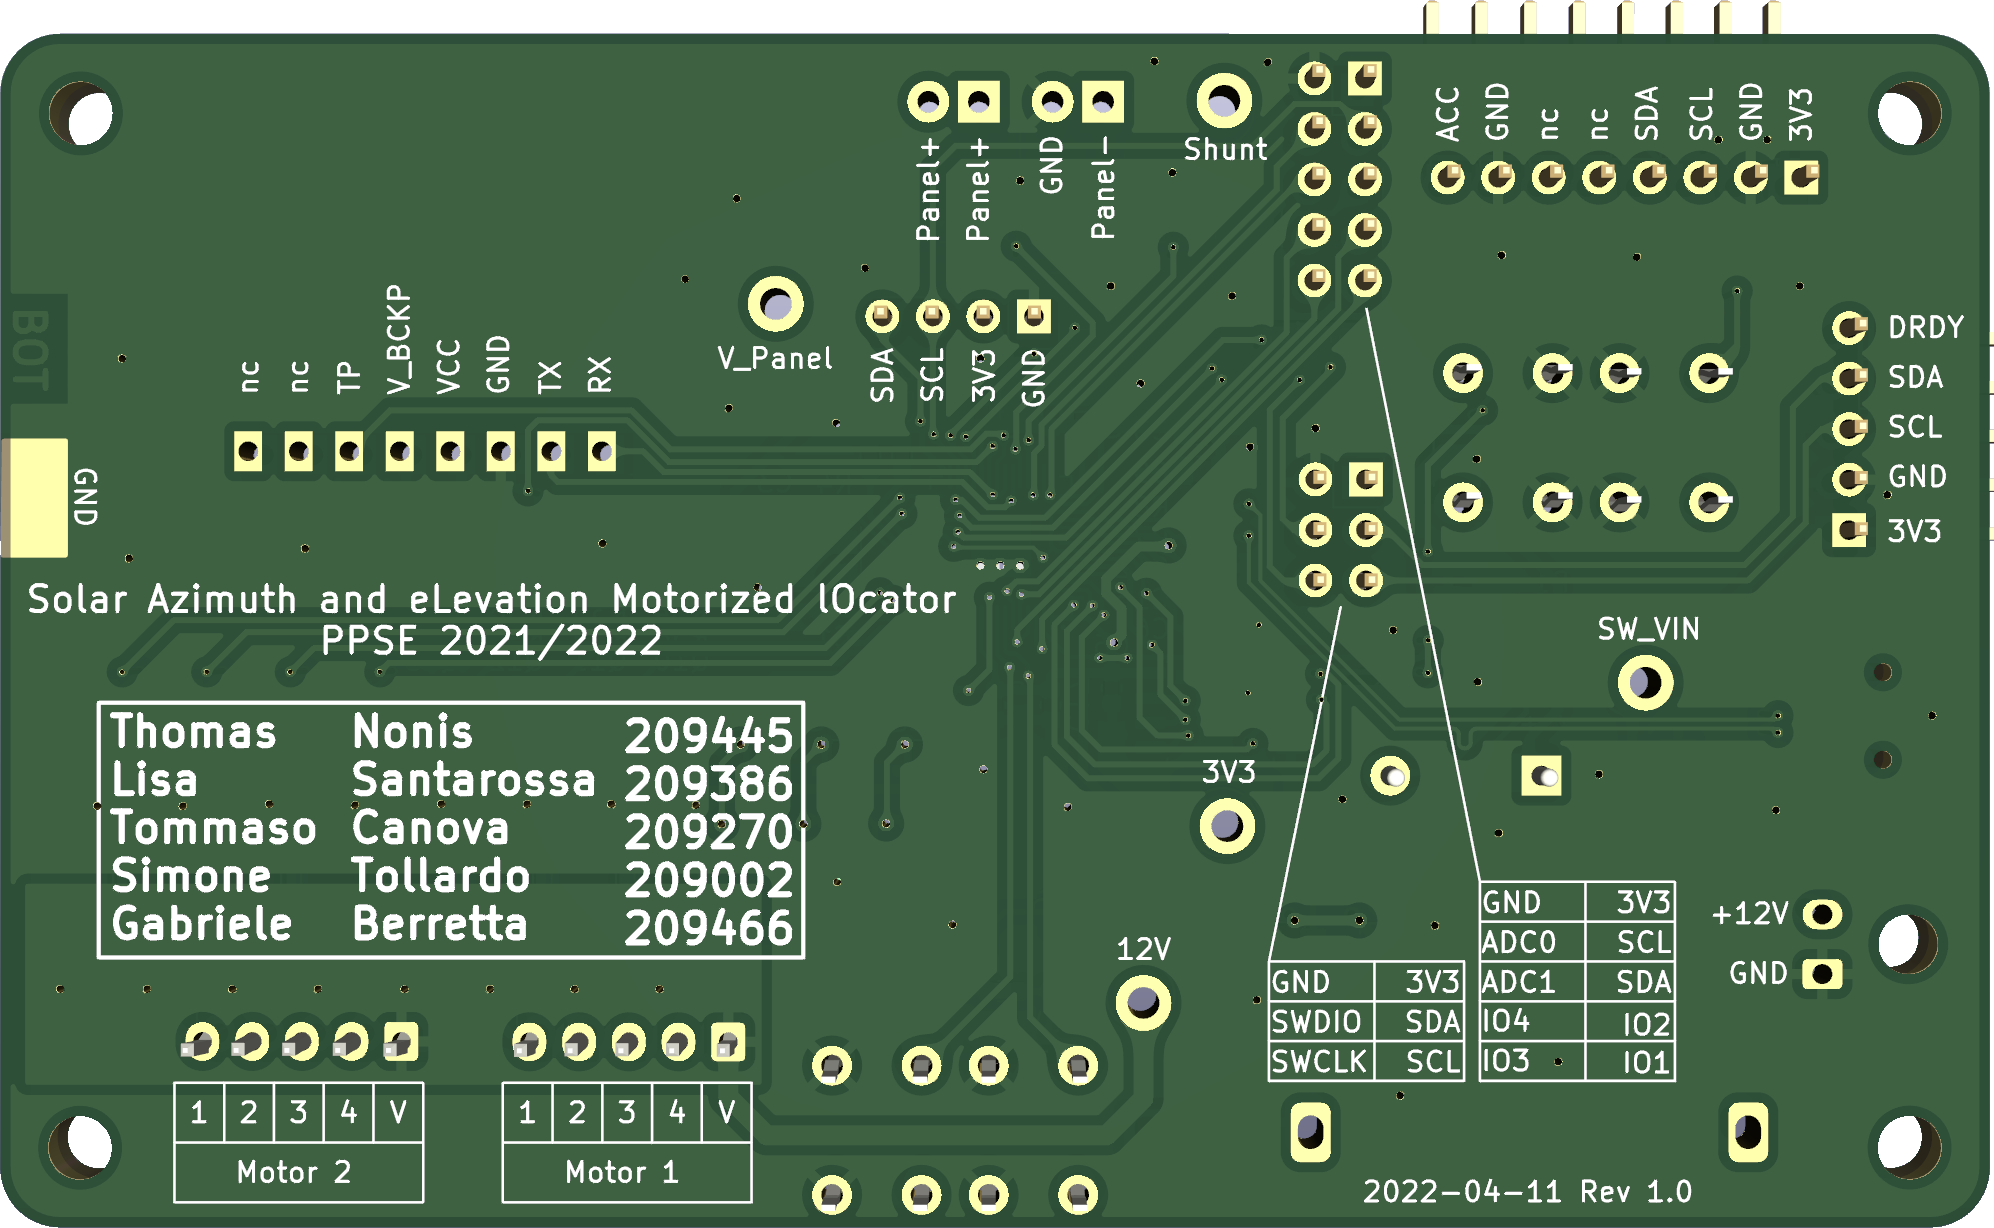 ACC
GND
nc
nc
SDA
SCL
GND
3V3
Shunt
Panel+
Panel+
GND
Panel-
BOT
nc
nc
TP
V_BCKP
VCC
GND
TX
RX
V_Panel
SDA
SCL
3V3
GND
DRDY
SDA
SCL
GND
3V3
GND
Solar Azimuth and eLevation Motorized lOcator
PPSE 2021/2022
SW_VIN
Thomas Nonis 209445
Lisa Santarossa 209386
Tommaso Canova 209270
Simone Tollardo 209002
Gabriele Berretta 209466
3V3
12V
GND 3V3
SWDIO SDA
SWCLK SCL
GND 3V3
ADC0 SCL
ADC1 SDA
IO4 IO2
IO3 IO1
+12V
GND
1 2 3 4 V
Motor 2
1 2 3 4 V
Motor 1
2022-04-11 Rev 1.0